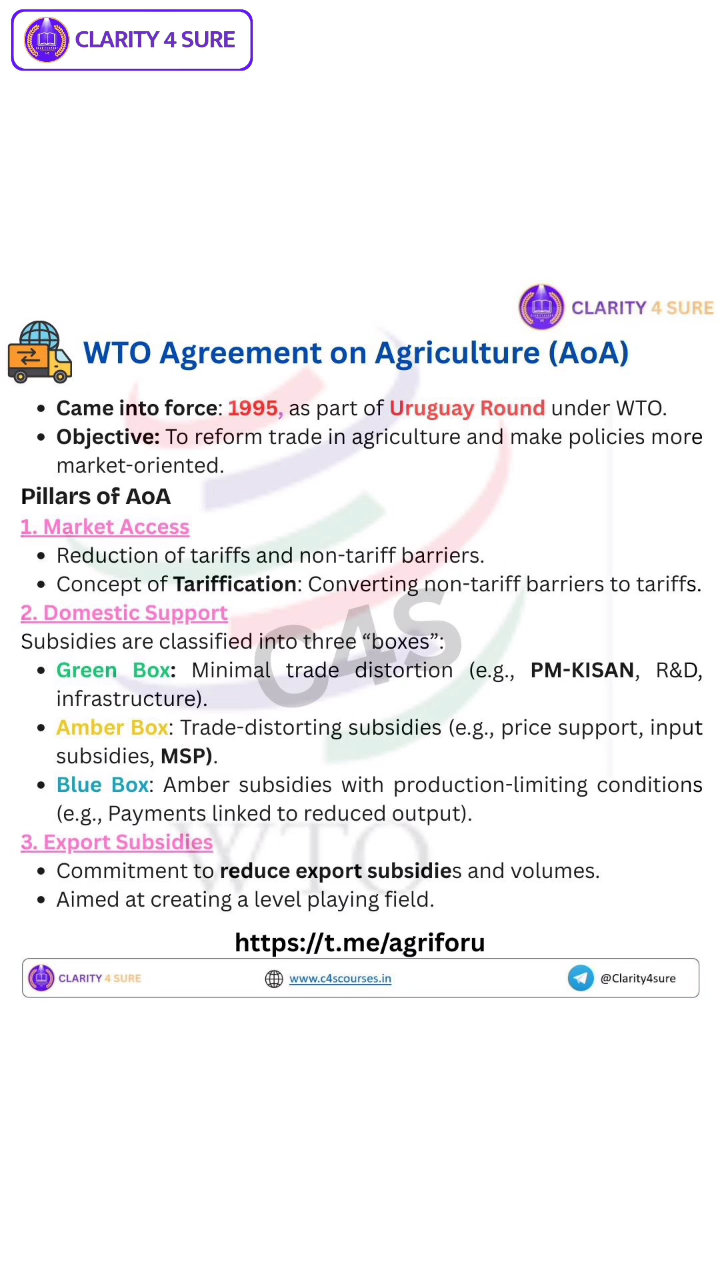 CLARITY 4 SURE
CLARITY 4 SURE
WTO Agreement on Agriculture (AoA)
• Came into force: 1995, as part of Uruguay Round under WTO.
• Objective: To reform trade in agriculture and make policies more
market-oriented.
Pillars of AoA
1. Market Access
• Reduction of tariffs and non-tariff barriers.
• Concept of Tariffication: Converting non-tariff barriers to tariffs.
2. Domestic Support
Subsidies are classified into three “boxes”:
• Green Box: Minimal trade distortion (e.g., PM-KISAN, R&D,
infrastructure).
• Amber Box: Trade-distorting subsidies (e.g., price support, input
subsidies, MSP).
• Blue Box: Amber subsidies with production-limiting conditions
(e.g., Payments linked to reduced output).
3. Export Subsidies
• Commitment to reduce export subsidies and volumes.
• Aimed at creating a level playing field.
C4S
WTO
https://t.me/agriforu
CLARITY 4 SURE www.c4scourses.in @Clarity4sure